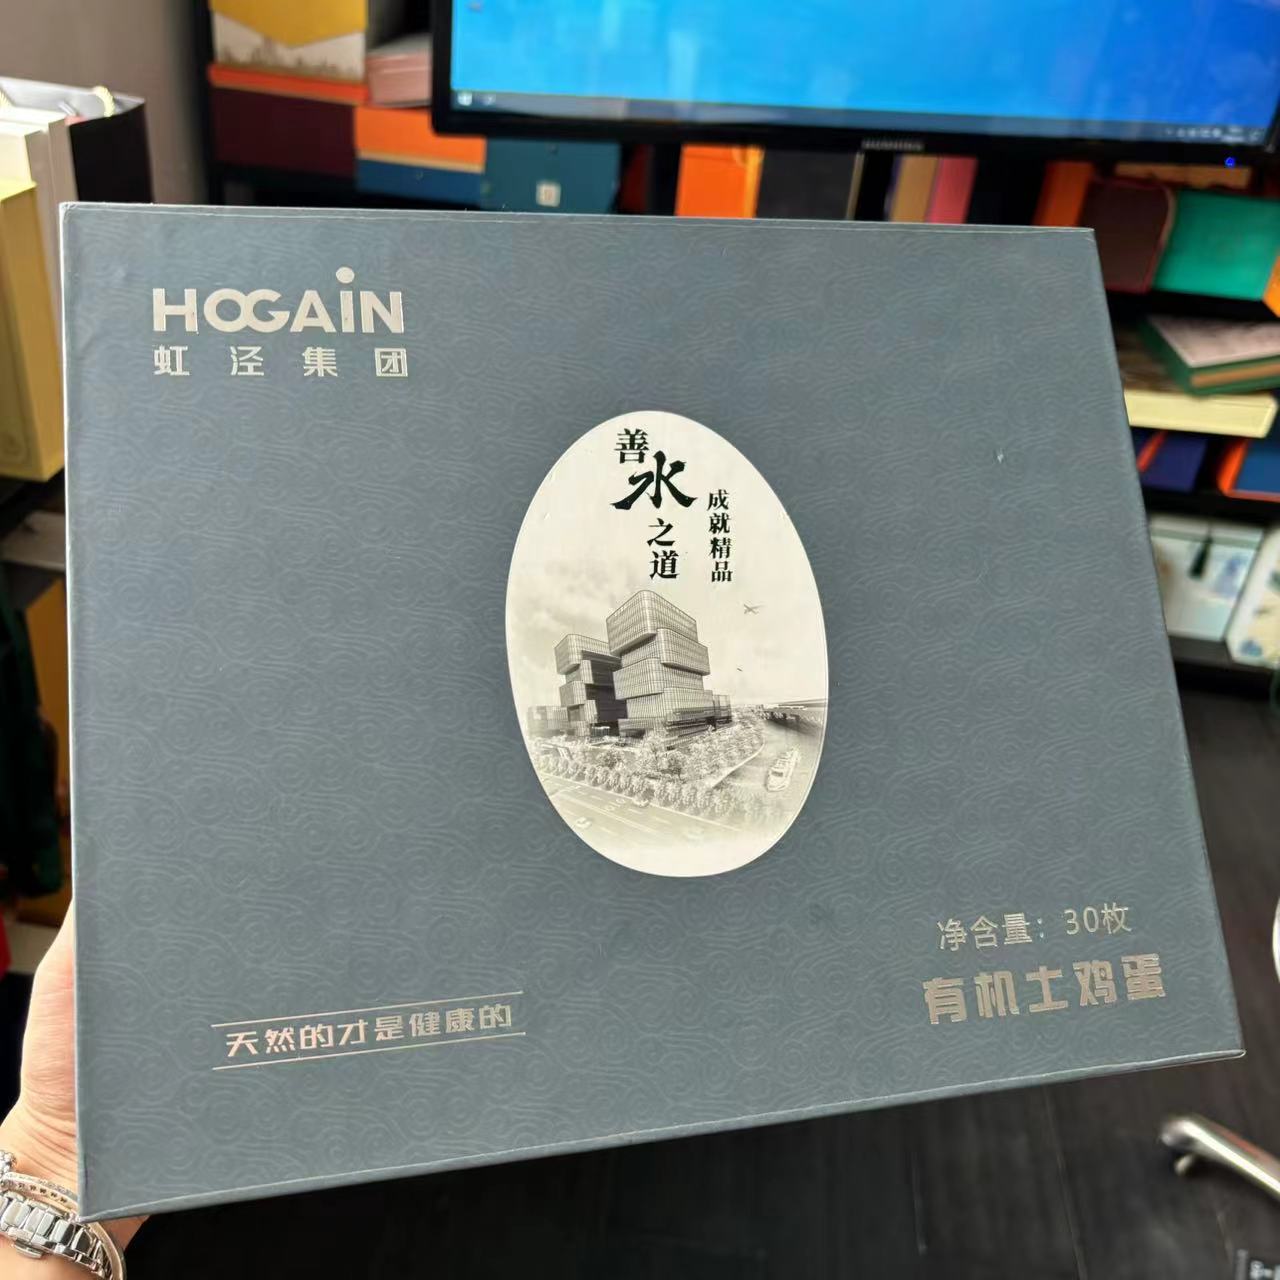 HOGAIN
虹泾集团
善水之道
成就精品
净含量：30枚
有机土鸡蛋
天然的才是健康的